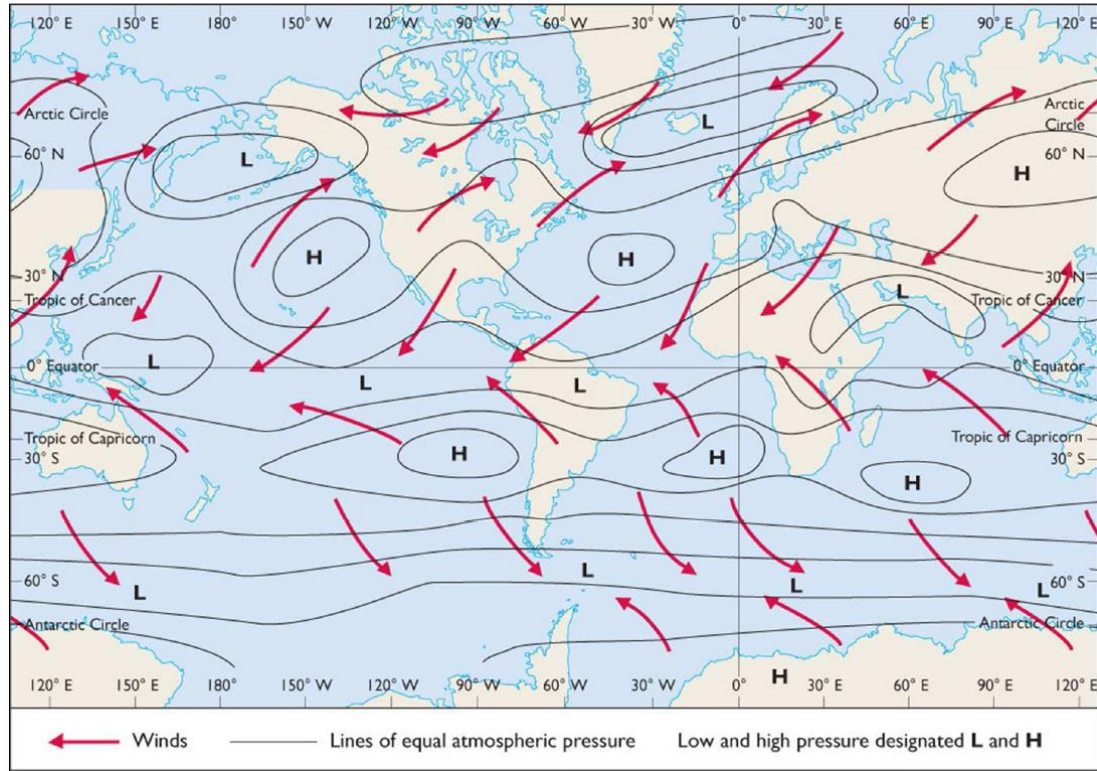 120° E 150° E 180° 150° W 120° W 90° W 60° W 30° W 0° 30° E 60° E 90° E 120° E
Arctic Circle
Arctic
Circle
L
60° N
L
60° N
H
H
H
30° N
30° N
L
Tropic of Cancer
Tropic of Cancer
L
0° Equator
0° Equator
L
L
Tropic of Capricorn
Tropic of Capricorn
30° S
H
H
30° S
H
L
60° S
L
L
L
60° S
Antarctic Circle
Antarctic Circle
H
120° E 150° E 180° 150° W 120° W 90° W 60° W 30° W 0° 30° E 60° E 90° E 120° E
Winds
Lines of equal atmospheric pressure
Low and high pressure designated L and H